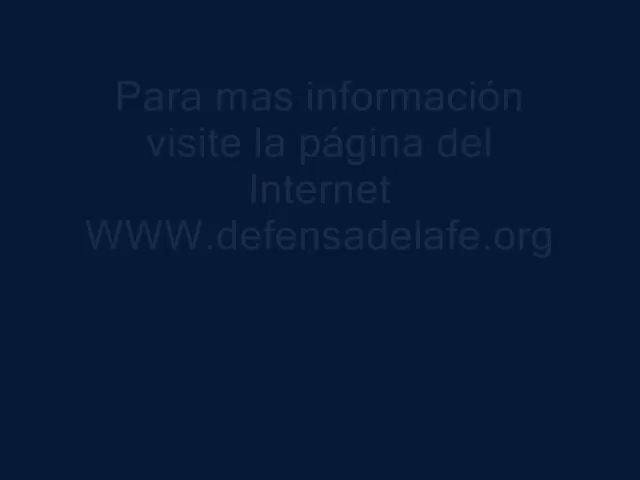 Para mas información
visite la página del
Internet
WWW.defensadelafe.org